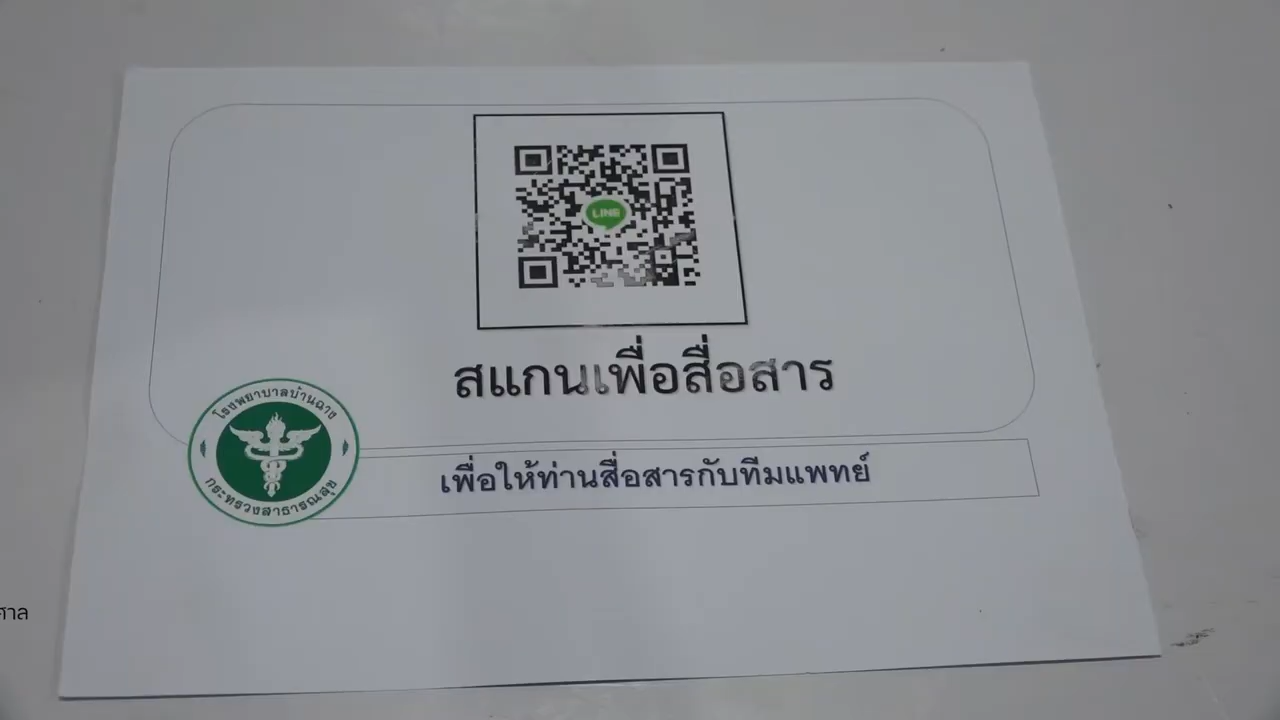 LINE
สแกนเพื่อสื่อสาร
โรงพยาบาลบ้านฉาง
กระทรวงสาธารณสุข
เพื่อให้ท่านสื่อสารกับทีมแพทย์
ศาล